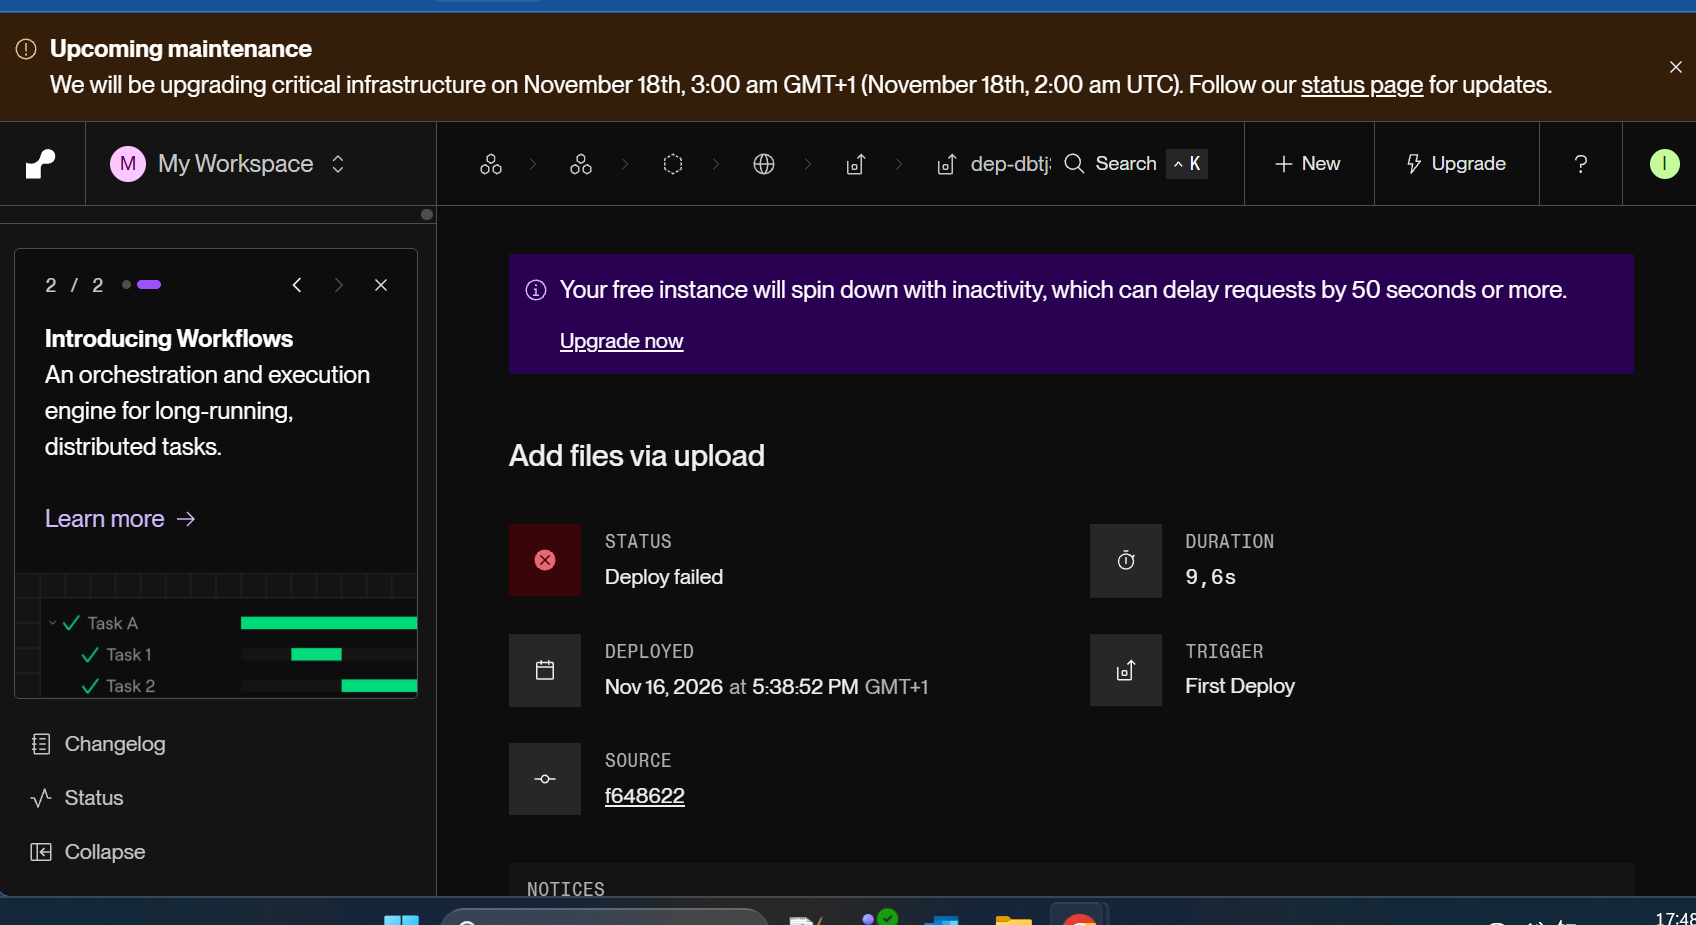 Upcoming maintenance
We will be upgrading critical infrastructure on November 18th, 3:00 am GMT+1 (November 18th, 2:00 am UTC). Follow our status page for updates.
M My Workspace
dep-dbtj
Search ^ K
+ New
Upgrade
?
I
2 / 2
Introducing Workflows
An orchestration and execution
engine for long-running,
distributed tasks.
Learn more →
Task A
Task 1
Task 2
Changelog
Status
Collapse
Your free instance will spin down with inactivity, which can delay requests by 50 seconds or more.
Upgrade now
Add files via upload
STATUS
Deploy failed
DURATION
9,6s
DEPLOYED
Nov 16, 2026 at 5:38:52 PM GMT+1
TRIGGER
First Deploy
SOURCE
f648622
NOTICES
17:48